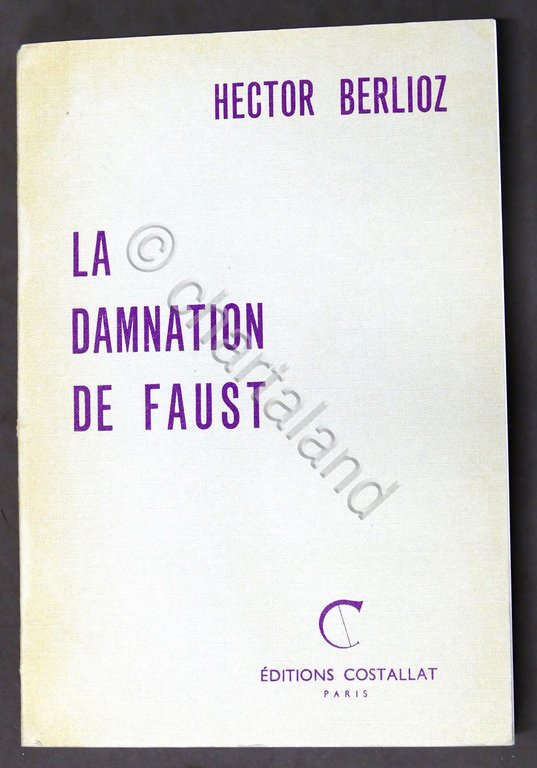 HECTOR BERLIOZ
LA
DAMNATION
DE FAUST
© chartaland
C
ÉDITIONS COSTALLAT
PARIS